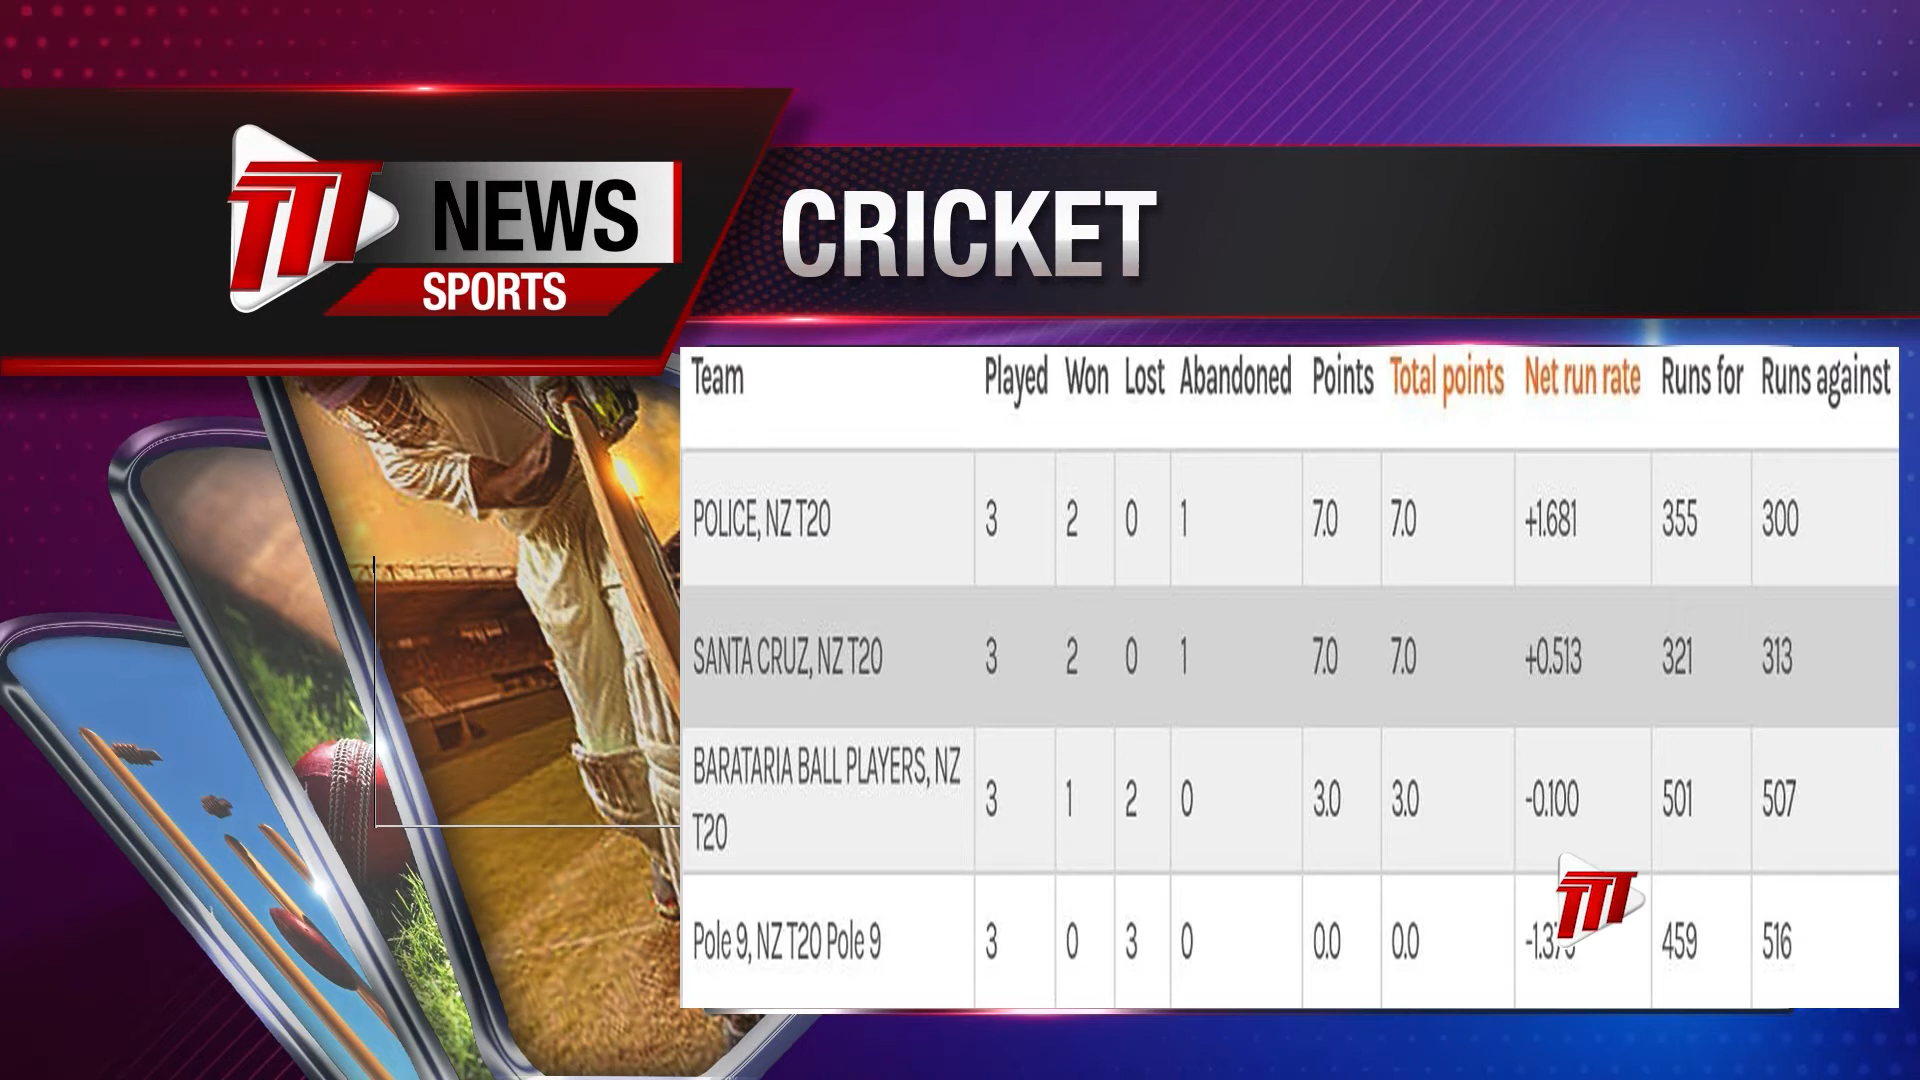 TTT NEWS
SPORTS
CRICKET
Team Played Won Lost Abandoned Points Total points Net run rate Runs for Runs against
POLICE, NZ T20 3 2 0 1 7.0 7.0 +1.681 355 300
SANTA CRUZ, NZ T20 3 2 0 1 7.0 7.0 +0.513 321 313
BARATARIA BALL PLAYERS, NZ
T20 3 1 2 0 3.0 3.0 -0.100 501 507
TTT
Pole 9, NZ T20 Pole 9 3 0 3 0 0.0 0.0 459 516